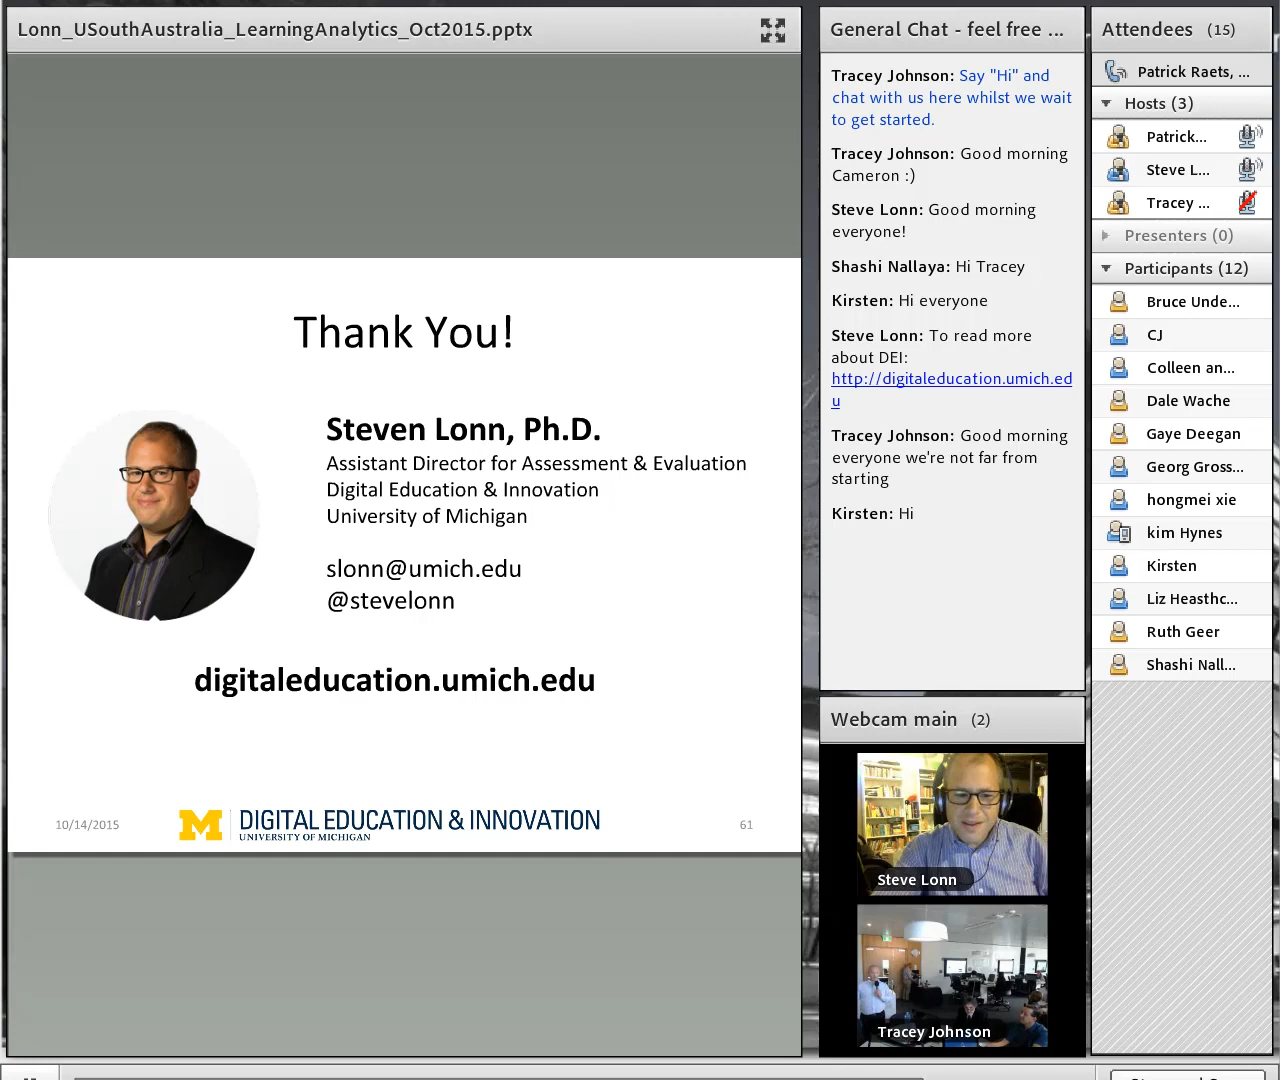 Lonn_USouthAustralia_LearningAnalytics_Oct2015.pptx
Thank You!
Steven Lonn, Ph.D.
Assistant Director for Assessment & Evaluation
Digital Education & Innovation
University of Michigan
slonn@umich.edu
@stevelonn
digitaleducation.umich.edu
10/14/2015
M
DIGITAL EDUCATION & INNOVATION
UNIVERSITY OF MICHIGAN
61
General Chat - feel free ...
Tracey Johnson: Say "Hi" and
chat with us here whilst we wait
to get started.
Tracey Johnson: Good morning
Cameron :)
Steve Lonn: Good morning
everyone!
Shashi Nallaya: Hi Tracey
Kirsten: Hi everyone
Steve Lonn: To read more
about DEI:
http://digitaleducation.umich.ed
u
Tracey Johnson: Good morning
everyone we're not far from
starting
Kirsten: Hi
Webcam main (2)
Steve Lonn
Tracey Johnson
Attendees (15)
Patrick Raets, ...
Hosts (3)
Patrick...
Steve L...
Tracey ...
Presenters (0)
Participants (12)
Bruce Unde...
CJ
Colleen an...
Dale Wache
Gaye Deegan
Georg Gross...
hongmei xie
kim Hynes
Kirsten
Liz Heasthc...
Ruth Geer
Shashi Nall...